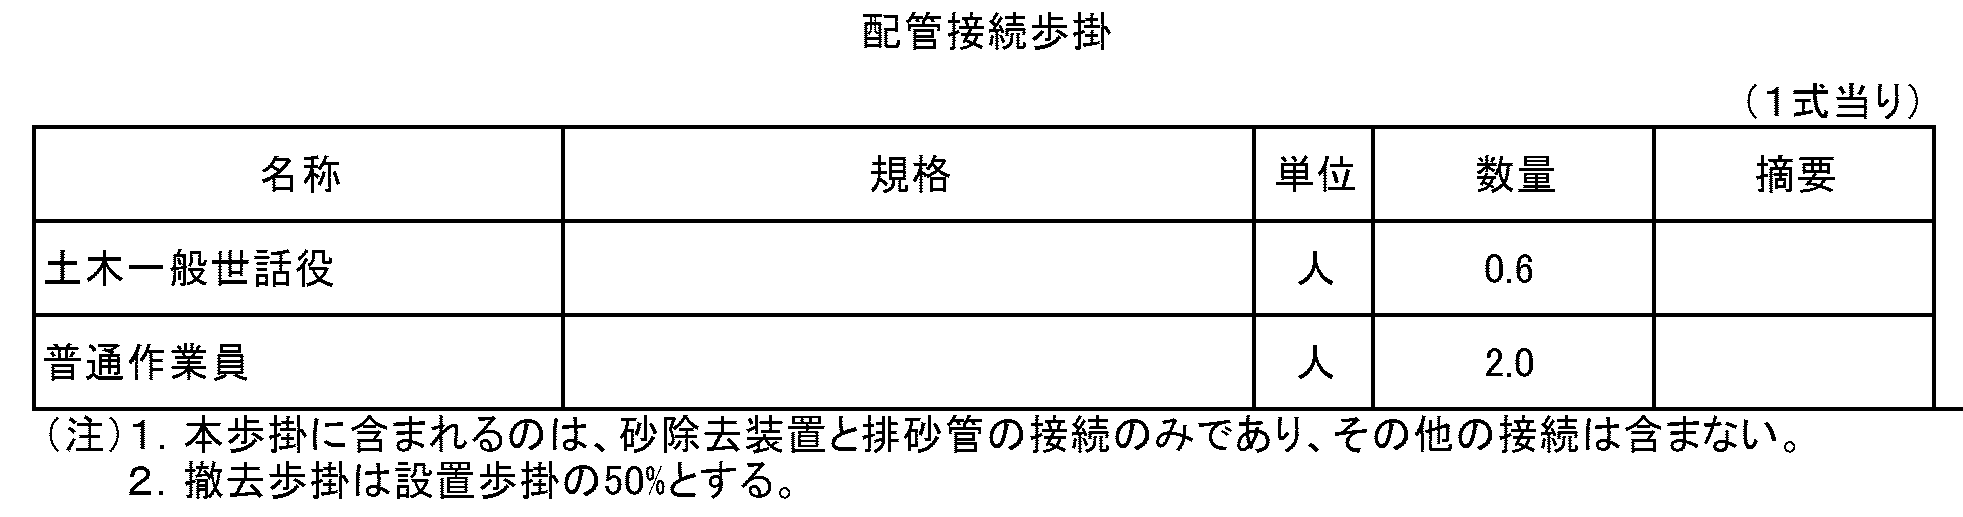 配管接続歩掛
（１式当り）
名称 規格 単位 数量 摘要
土木一般世話役 人 0.6
普通作業員 人 2.0
（注）１．本歩掛に含まれるのは、砂除去装置と排砂管の接続のみであり、その他の接続は含まない。
２．撤去歩掛は設置歩掛の50%とする。